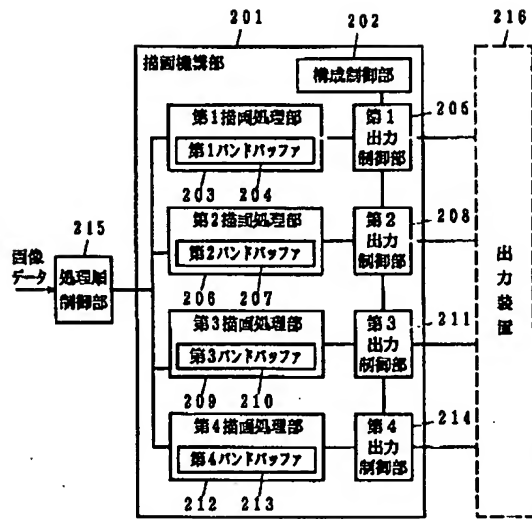 201
202
216
描画機構部
構成制御部
205
第1描画処理部
第1バンドバッファ
第1
出力
制御部
203
204
215
208
第2描画処理部
第2バンドバッファ
第2
出力
制御部
画像
データ
処理順
制御部
206
207
出力装置
211
第3描画処理部
第3バンドバッファ
第3
出力
制御部
209
210
214
第4描画処理部
第4バンドバッファ
第4
出力
制御部
212
213